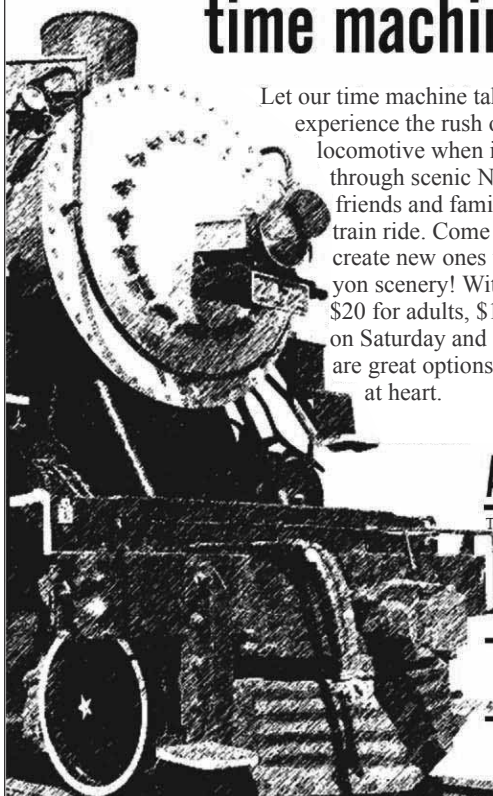 time machin
Let our time machine tal
experience the rush o
locomotive when i
through scenic N
friends and fami
train ride. Come
create new ones
yon scenery! Wit
$20 for adults, $1
on Saturday and
are great options
at heart.